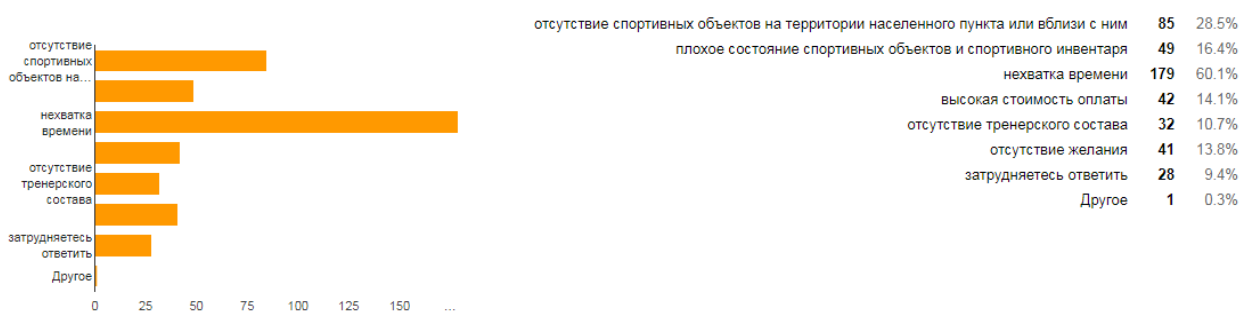 отсутствие
спортивных
объектов на...
нехватка
времени
отсутствие
тренерского
состава
затрудняетесь
ответить
Другое
0 25 50 75 100 125 150 ...
отсутствие спортивных объектов на территории населенного пункта или вблизи с ним 85 28.5%
плохое состояние спортивных объектов и спортивного инвентаря 49 16.4%
нехватка времени 179 60.1%
высокая стоимость оплаты 42 14.1%
отсутствие тренерского состава 32 10.7%
отсутствие желания 41 13.8%
затрудняетесь ответить 28 9.4%
Другое 1 0.3%